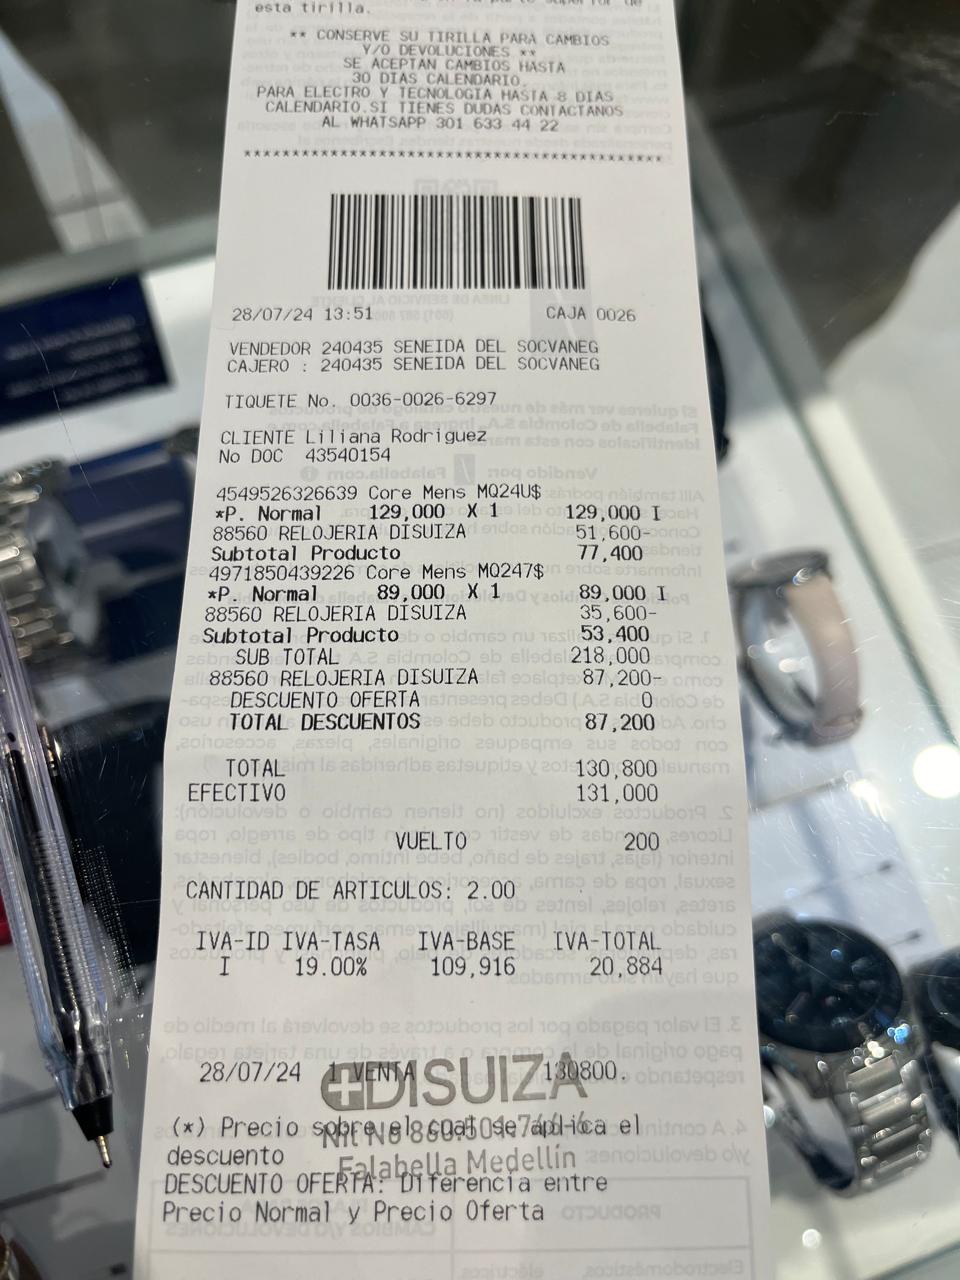 esta tirilla.
** CONSERVE SU TIRILLA PARA CAMBIOS
Y/O DEVOLUCIONES **
SE ACEPTAN CAMBIOS HASTA
30 DIAS CALENDARIO.
PARA ELECTRO Y TECNOLOGIA HASTA 8 DIAS
CALENDARIO.SI TIENES DUDAS CONTACTANOS
AL WHATSAPP 301 633 44 22
******************************************
28/07/24 13:51 CAJA 0026
VENDEDOR 240435 SENEIDA DEL SOCVANEG
CAJERO : 240435 SENEIDA DEL SOCVANEG
TIQUETE No. 0036-0026-6297
CLIENTE Liliana Rodriguez
No DOC 43540154
4549526326639 Core Mens MQ24U$
*P. Normal 129,000 X 1 129,000 I
88560 RELOJERIA DISUIZA 51,600-
Subtotal Producto 77,400
4971850439226 Core Mens MQ247$
*P. Normal 89,000 X 1 89,000 I
88560 RELOJERIA DISUIZA 35,600-
Subtotal Producto 53,400
SUB TOTAL 218,000
88560 RELOJERIA DISUIZA 87,200-
DESCUENTO OFERTA 0
TOTAL DESCUENTOS 87,200
TOTAL 130,800
EFECTIVO 131,000
VUELTO 200
CANTIDAD DE ARTICULOS: 2.00
IVA-ID IVA-TASA IVA-BASE IVA-TOTAL
I 19.00% 109,916 20,884
DISUIZA
28/07/24 1 VENTA 130800.
(*) Precio sobre el cual se aplica el
Nit No 860.501.
descuento
Falabella Medellín
DESCUENTO OFERTA: Diferencia entre
Precio Normal y Precio Oferta